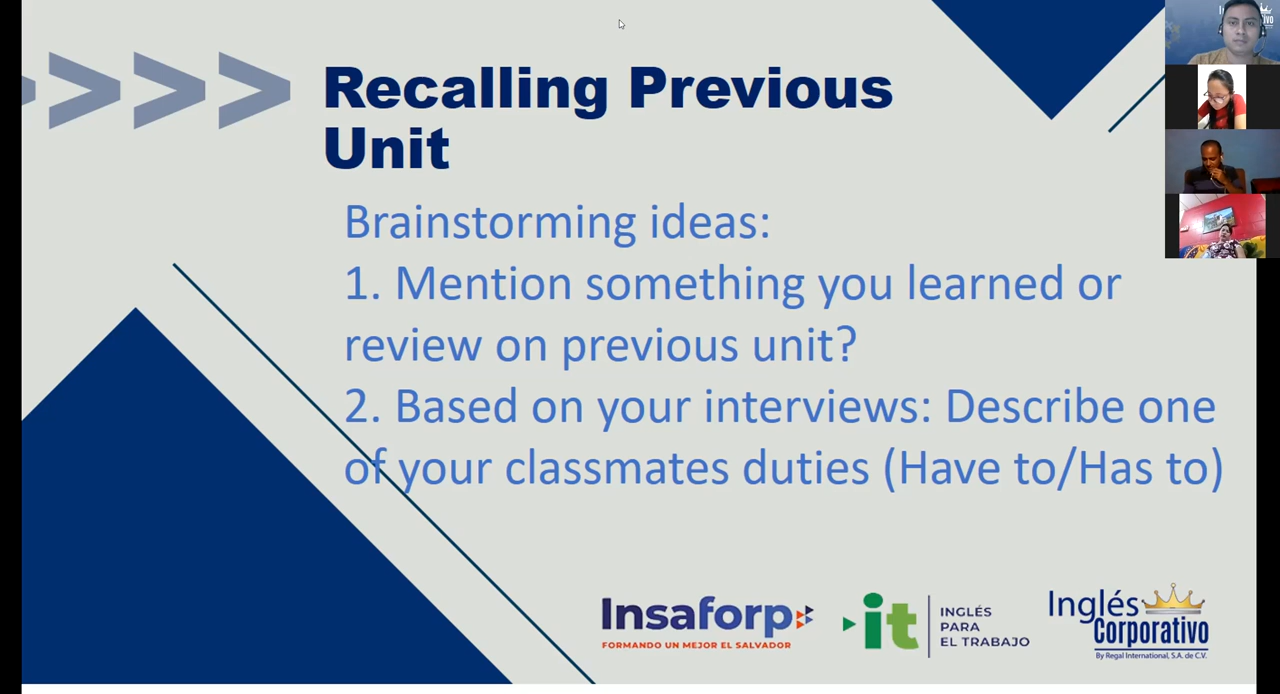 Recalling Previous
Unit
Brainstorming ideas:
1. Mention something you learned or
review on previous unit?
2. Based on your interviews: Describe one
of your classmates duties (Have to/Has to)
Insaforp
FORMANDO UN MEJOR EL SALVADOR
it
INGLÉS
PARA
EL TRABAJO
Inglés
Corporativo
By Regal International, S.A. de C.V.